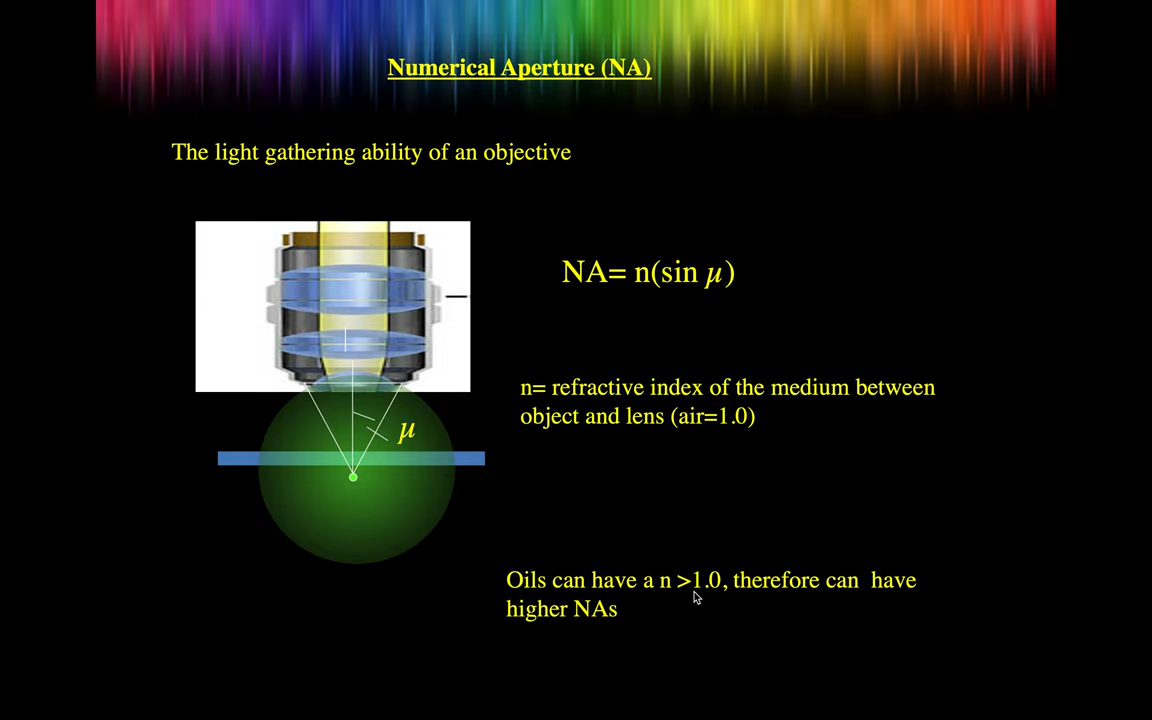 Numerical Aperture (NA)
The light gathering ability of an objective
NA= n(sin μ)
n= refractive index of the medium between
object and lens (air=1.0)
μ
Oils can have a n >1.0, therefore can have
higher NAs